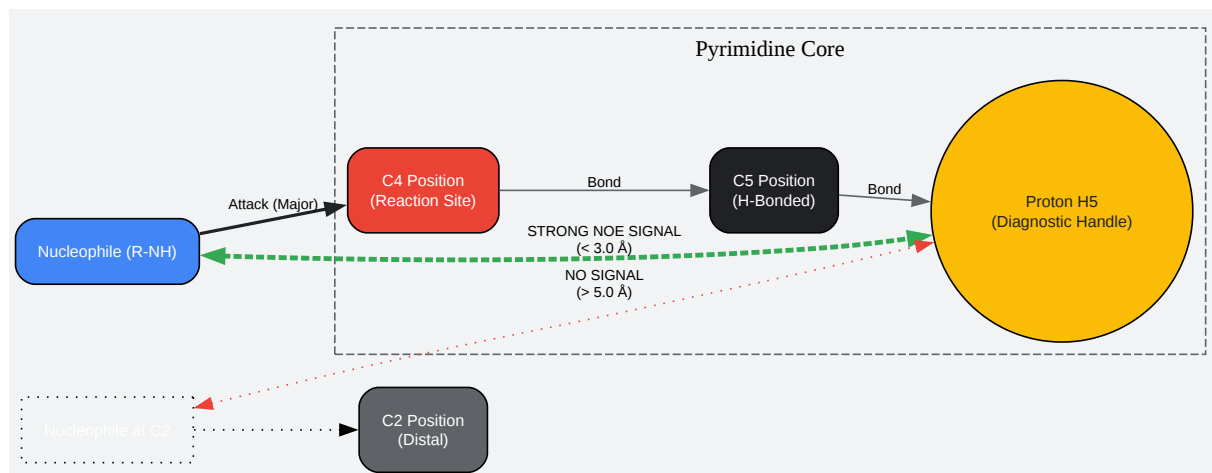 Pyrimidine Core
C4 Position
(Reaction Site)
Bond
C5 Position
(H-Bonded)
Bond
Proton H5
(Diagnostic Handle)
Attack (Major)
Nucleophile (R-NH)
STRONG NOE SIGNAL
(< 3.0 Å)
NO SIGNAL
(> 5.0 Å)
Nucleophile at C2
C2 Position
(Distal)